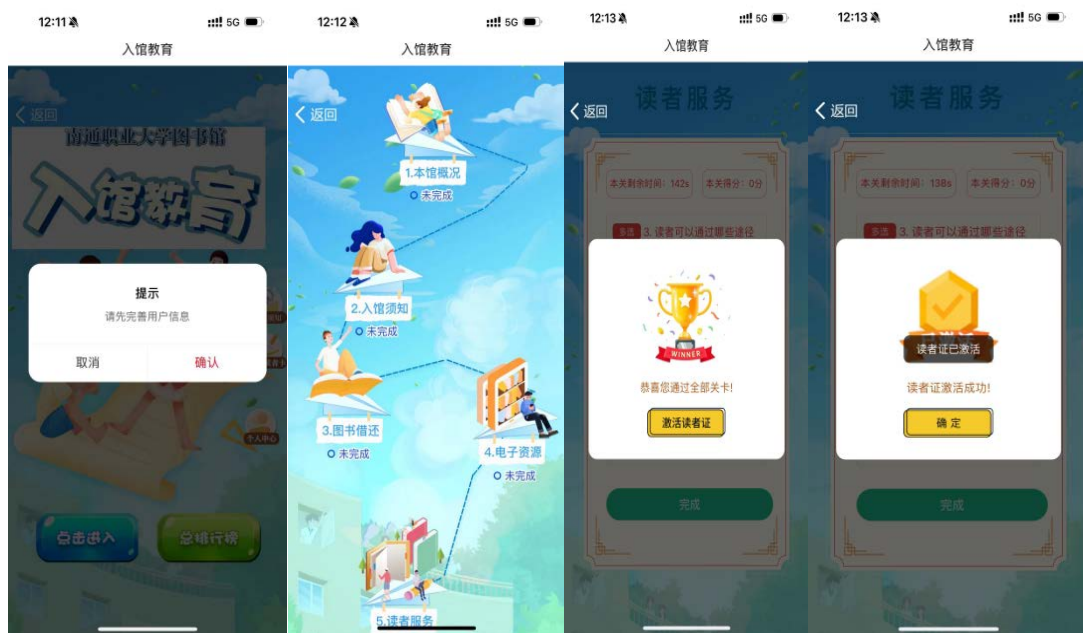 12:11
5G
入馆教育
返回
南通职业大学图书馆
入馆教育
提示
请先完善用户信息
取消
确认
个人中心
点击进入
总排行榜
12:12
5G
入馆教育
返回
1.本馆概况
未完成
2.入馆须知
未完成
3.图书借还
未完成
4.电子资源
未完成
5.读者服务
12:13
5G
入馆教育
返回
读者服务
本关剩余时间：142s
本关得分：0分
多选 3. 读者可以通过哪些途径
WINNER
恭喜您通过全部关卡!
激活读者证
完成
12:13
5G
入馆教育
返回
读者服务
本关剩余时间：138s
本关得分：0分
多选 3. 读者可以通过哪些途径
读者证已激活
读者证激活成功!
确定
完成